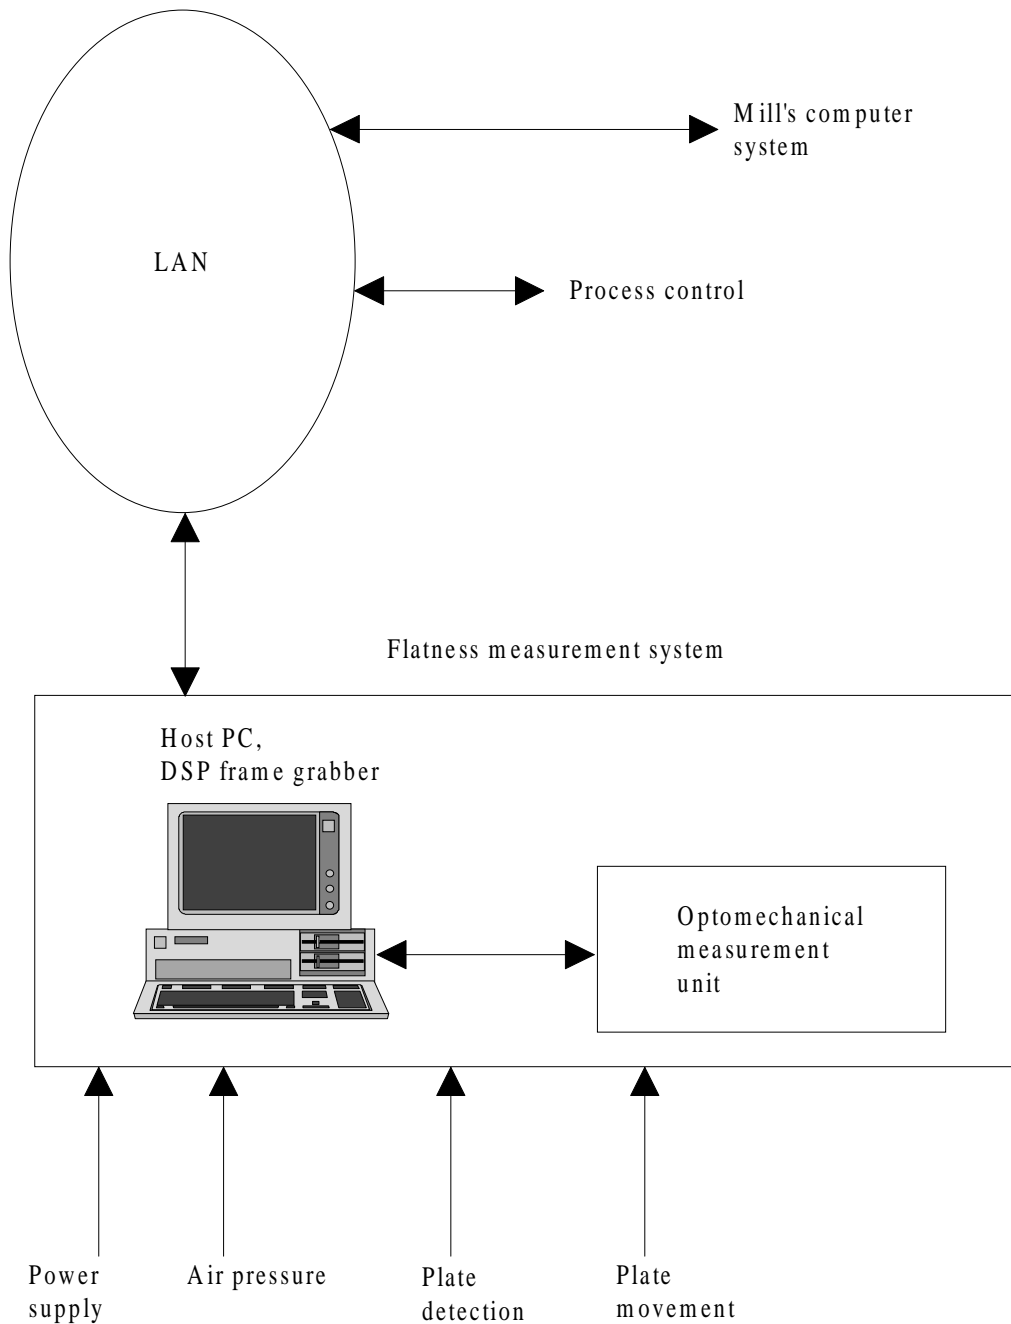 Mill's computer
system
LAN
Process control
Flatness measurement system
Host PC,
DSP frame grabber
Optomechanical
measurement
unit
Power
supply
Air pressure
Plate
detection
Plate
movement